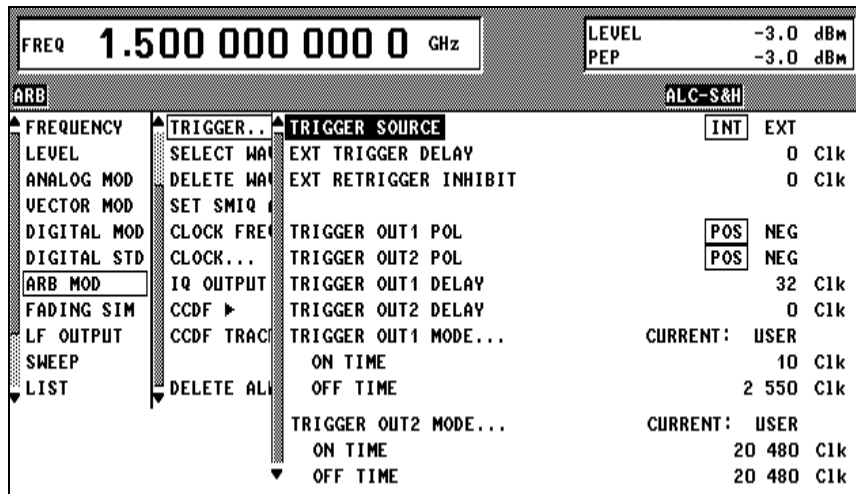 FREQ 1.500 000 000 0 GHz
LEVEL -3.0 dBm
PEP -3.0 dBm
ARB
ALC-S&H
FREQUENCY
LEVEL
ANALOG MOD
VECTOR MOD
DIGITAL MOD
DIGITAL STD
ARB MOD
FADING SIM
LF OUTPUT
SWEEP
LIST
TRIGGER..
SELECT WAV
DELETE WAV
SET SMIQ
CLOCK FREQ
CLOCK...
IQ OUTPUT
CCDF ▶
CCDF TRAC
DELETE AL
TRIGGER SOURCE INT EXT
EXT TRIGGER DELAY 0 Clk
EXT RETRIGGER INHIBIT 0 Clk
TRIGGER OUT1 POL POS NEG
TRIGGER OUT2 POL POS NEG
TRIGGER OUT1 DELAY 32 Clk
TRIGGER OUT2 DELAY 0 Clk
TRIGGER OUT1 MODE... CURRENT: USER
ON TIME 10 Clk
OFF TIME 2 550 Clk
TRIGGER OUT2 MODE... CURRENT: USER
ON TIME 20 480 Clk
OFF TIME 20 480 Clk